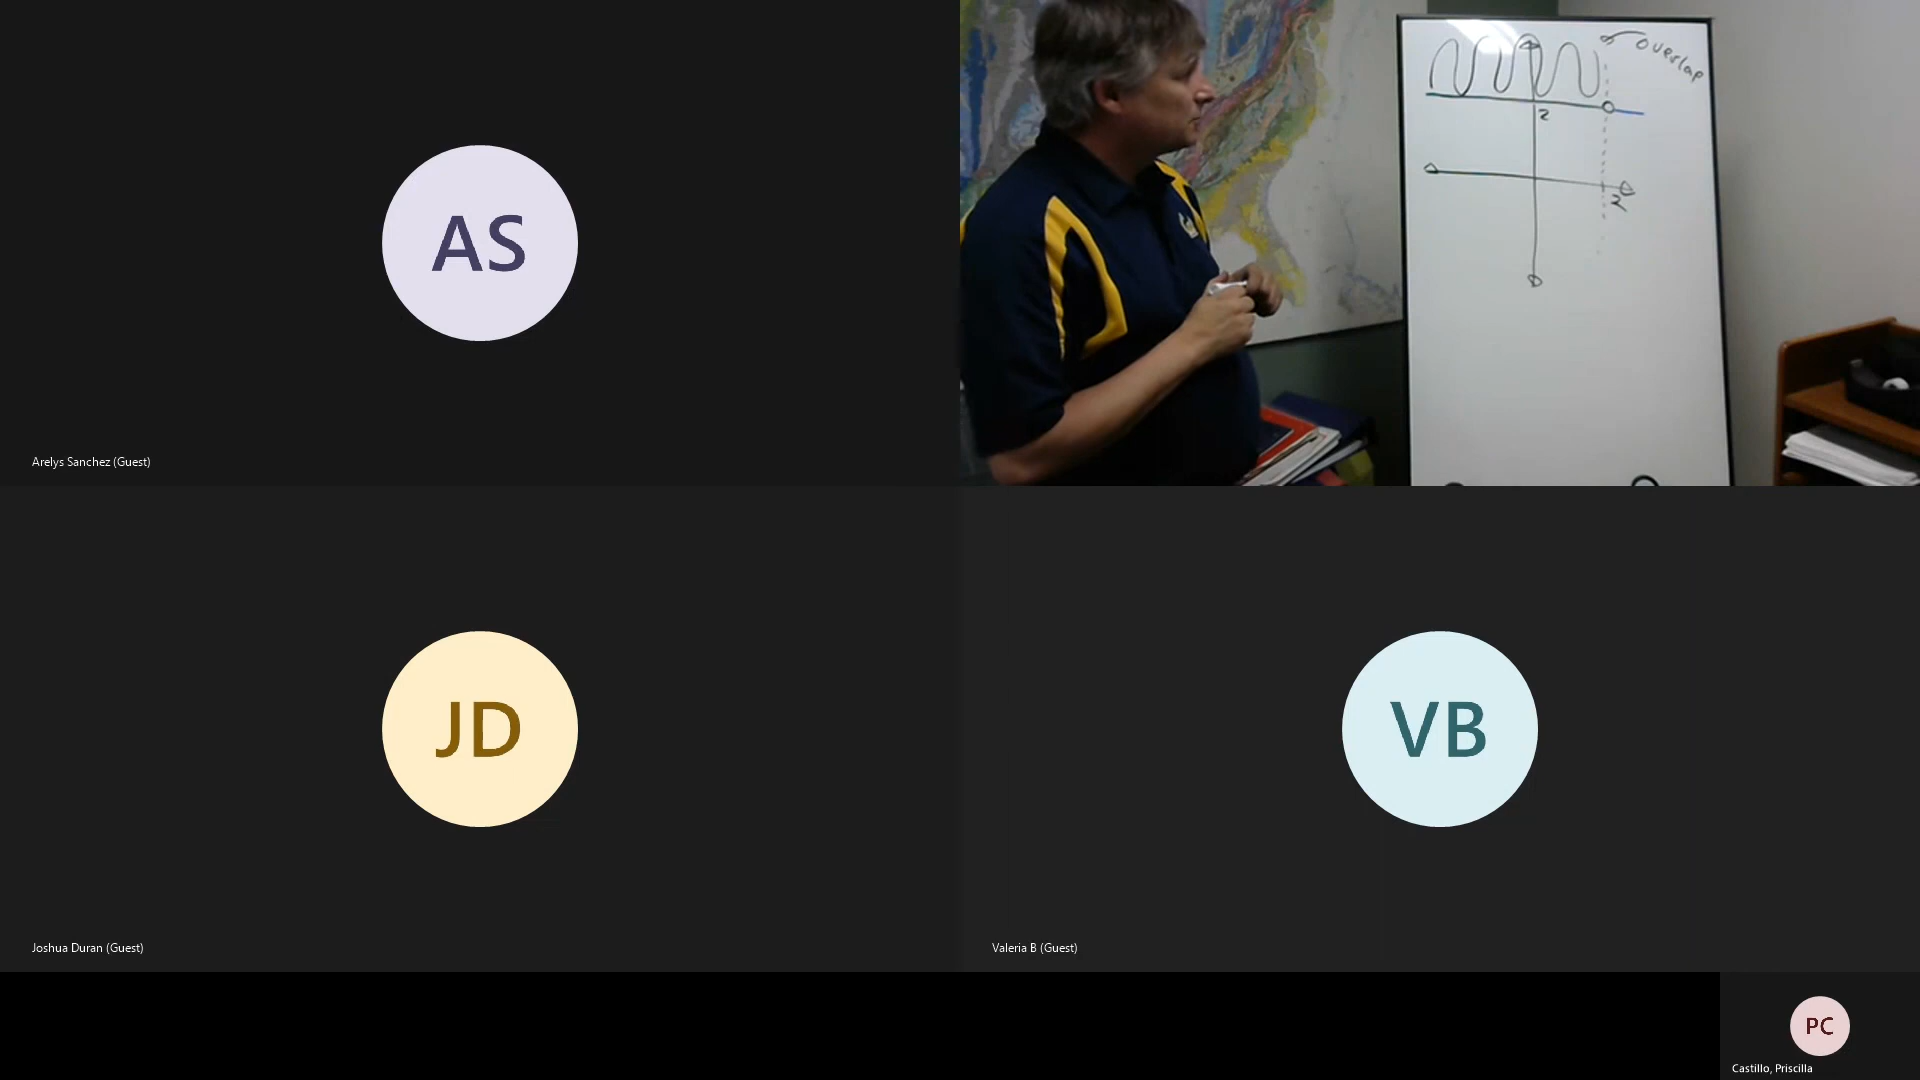 AS
Arelys Sanchez (Guest)
overlap
2
2
JD
Joshua Duran (Guest)
VB
Valeria B (Guest)
PC
Castillo, Priscilla